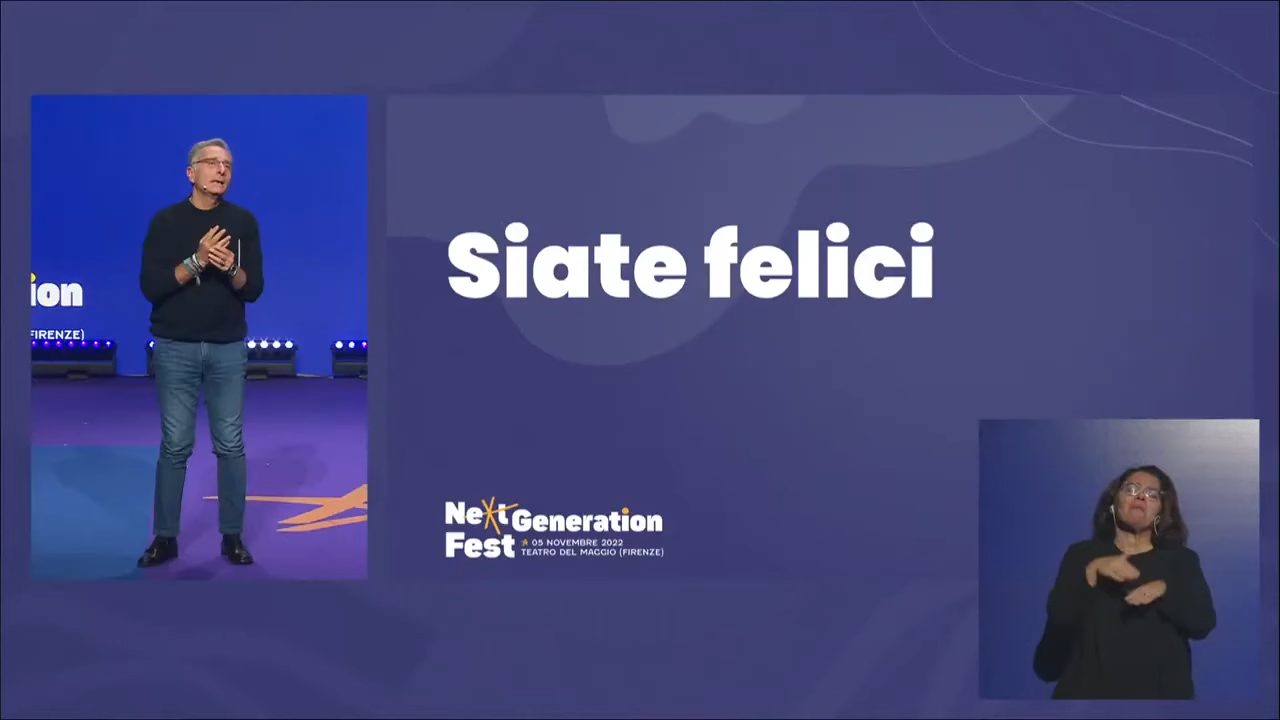 ion
FIRENZE)
Siate felici
Next Generation
Fest
05 NOVEMBRE 2022
TEATRO DEL MAGGIO (FIRENZE)